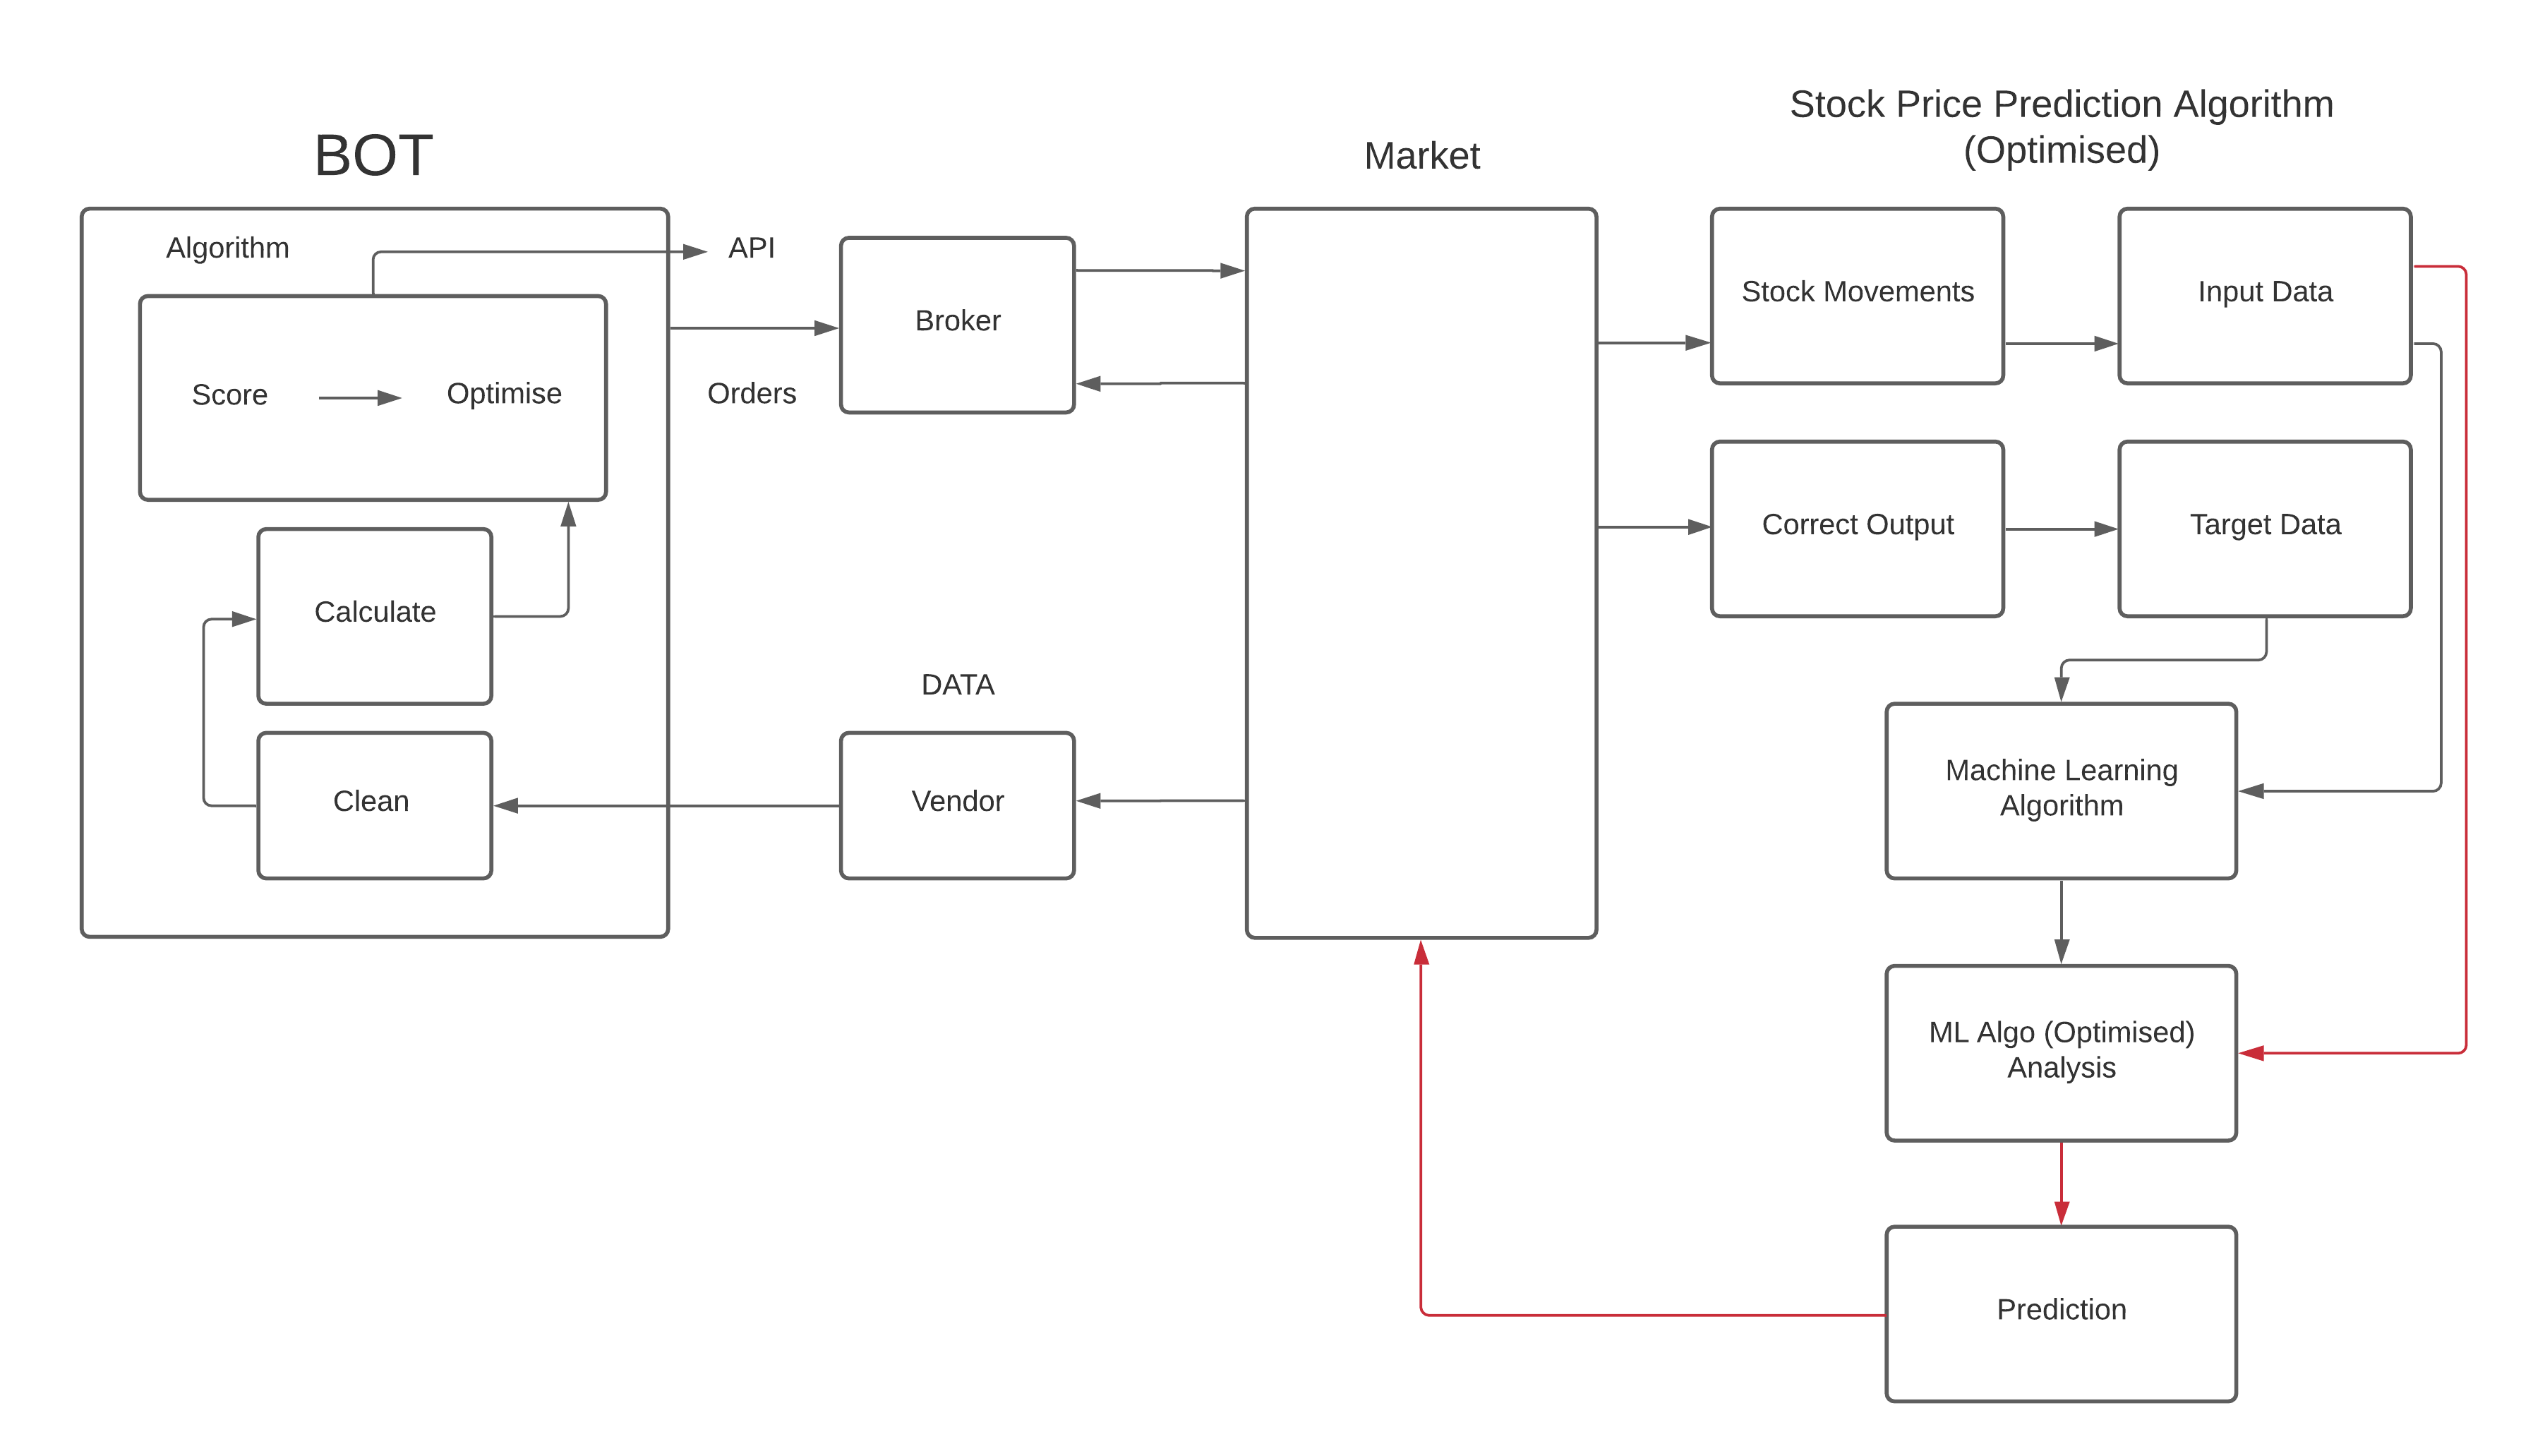 Stock Price Prediction Algorithm
(Optimised)
BOT
Market
Algorithm
API
Stock Movements
Input Data
Broker
Score
Optimise
Orders
Correct Output
Target Data
Calculate
DATA
Machine Learning
Algorithm
Clean
Vendor
ML Algo (Optimised)
Analysis
Prediction